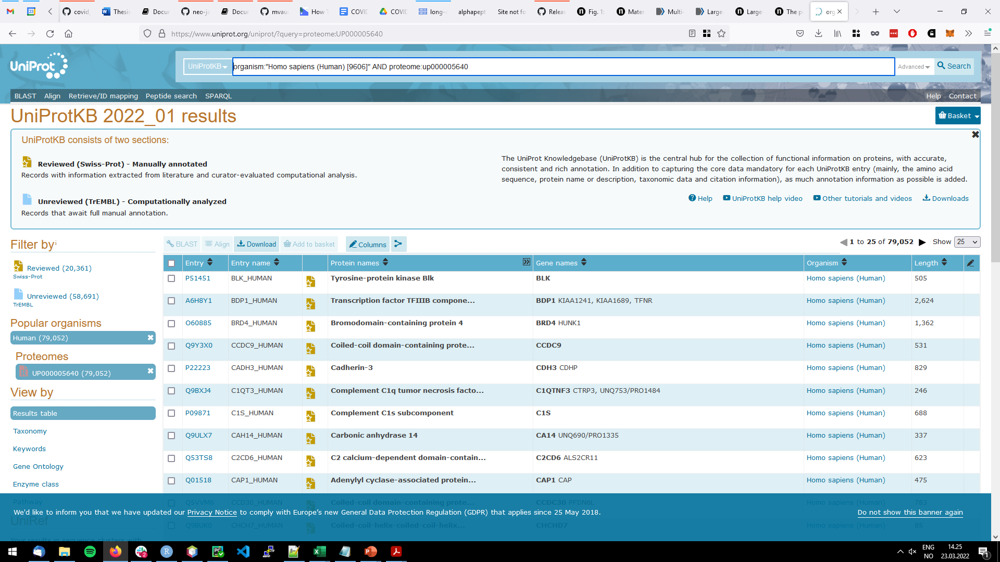 covid_
Thesis
Docum
neo-ja
Docum
mvau
How T
COVID
COVID
long-c
alphapept
Site not fo
Releas
Fig. 1:
Mater
Multi-
Large-
Large-
The p
org
https://www.uniprot.org/uniprot/?query=proteome:UP000005640
UniProt
UniProtKB
organism:"Homo sapiens (Human) [9606]" AND proteome:up000005640
Advanced
Search
BLAST Align Retrieve/ID mapping Peptide search SPARQL
Help Contact
UniProtKB 2022_01 results
Basket
UniProtKB consists of two sections:
Reviewed (Swiss-Prot) - Manually annotated
Records with information extracted from literature and curator-evaluated computational analysis.
Unreviewed (TrEMBL) - Computationally analyzed
Records that await full manual annotation.
The UniProt Knowledgebase (UniProtKB) is the central hub for the collection of functional information on proteins, with accurate,
consistent and rich annotation. In addition to capturing the core data mandatory for each UniProtKB entry (mainly, the amino acid
sequence, protein name or description, taxonomic data and citation information), as much annotation information as possible is added.
Help UniProtKB help video Other tutorials and videos Downloads
Filter by i
Reviewed (20,361)
Swiss-Prot
Unreviewed (58,691)
TrEMBL
Popular organisms
Human (79,052)
Proteomes
UP000005640 (79,052)
View by
Results table
Taxonomy
Keywords
Gene Ontology
Enzyme class
Pathway
UniRef
Your results in sequence clusters with
BLAST Align Download Add to basket Columns
1 to 25 of 79,052 Show 25
Entry Entry name Protein names Gene names Organism Length
P51451 BLK_HUMAN Tyrosine-protein kinase Blk BLK Homo sapiens (Human) 505
A6H8Y1 BDP1_HUMAN Transcription factor TFIIIB compone... BDP1 KIAA1241, KIAA1689, TFNR Homo sapiens (Human) 2,624
O60885 BRD4_HUMAN Bromodomain-containing protein 4 BRD4 HUNK1 Homo sapiens (Human) 1,362
Q9Y3X0 CCDC9_HUMAN Coiled-coil domain-containing prote... CCDC9 Homo sapiens (Human) 531
P22223 CADH3_HUMAN Cadherin-3 CDH3 CDHP Homo sapiens (Human) 829
Q9BXJ4 C1QT3_HUMAN Complement C1q tumor necrosis facto... C1QTNF3 CTRP3, UNQ753/PRO1484 Homo sapiens (Human) 246
P09871 C1S_HUMAN Complement C1s subcomponent C1S Homo sapiens (Human) 688
Q9ULX7 CAH14_HUMAN Carbonic anhydrase 14 CA14 UNQ690/PRO1335 Homo sapiens (Human) 337
Q53TS8 C2CD6_HUMAN C2 calcium-dependent domain-contain... C2CD6 ALS2CR11 Homo sapiens (Human) 623
Q01518 CAP1_HUMAN Adenylyl cyclase-associated protein... CAP1 CAP Homo sapiens (Human) 475
Q5VVM6 CCD30_HUMAN Coiled-coil domain-containing prote... CCDC30 PFDN6L Homo sapiens (Human) 783
Q9BUK0 CHCH7_HUMAN Coiled-coil-helix-coiled-coil-helix... CHCHD7 Homo sapiens (Human) 85
We'd like to inform you that we have updated our Privacy Notice to comply with Europe's new General Data Protection Regulation (GDPR) that applies since 25 May 2018.
Do not show this banner again
ENG
NO
14.25
23.03.2022